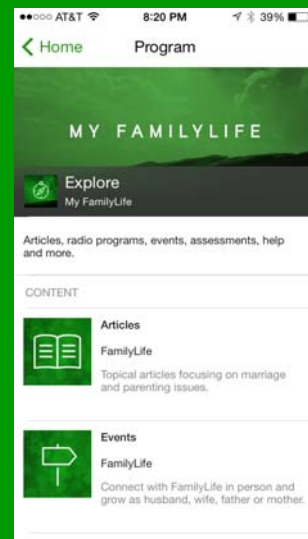 AT&T 8:20 PM 39%
Home Program
MY FAMILYLIFE
Explore
My FamilyLife
Articles, radio programs, events, assessments, help
and more.
CONTENT
Articles
FamilyLife
Topical articles focusing on marriage
and parenting issues.
Events
FamilyLife
Connect with FamilyLife in person and
grow as husband, wife, father or mother.